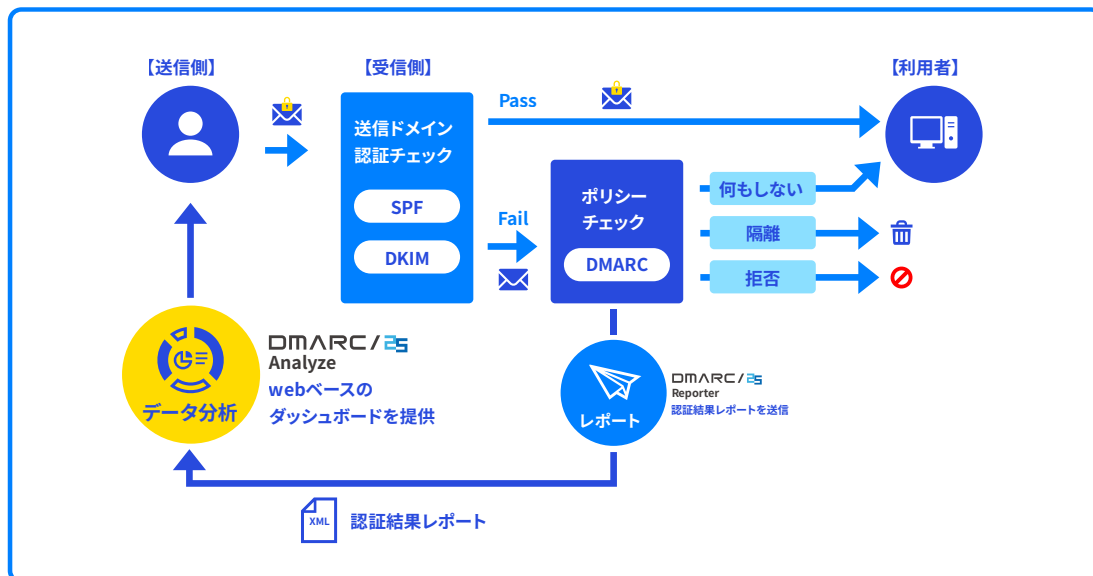 【送信側】
【受信側】
【利用者】
送信ドメイン
認証チェック
SPF
DKIM
Pass
Fail
ポリシー
チェック
DMARC
何もしない
隔離
拒否
データ分析
DMARC/25
Analyze
webベースの
ダッシュボードを提供
レポート
DMARC/25
Reporter
認証結果レポートを送信
XML
認証結果レポート